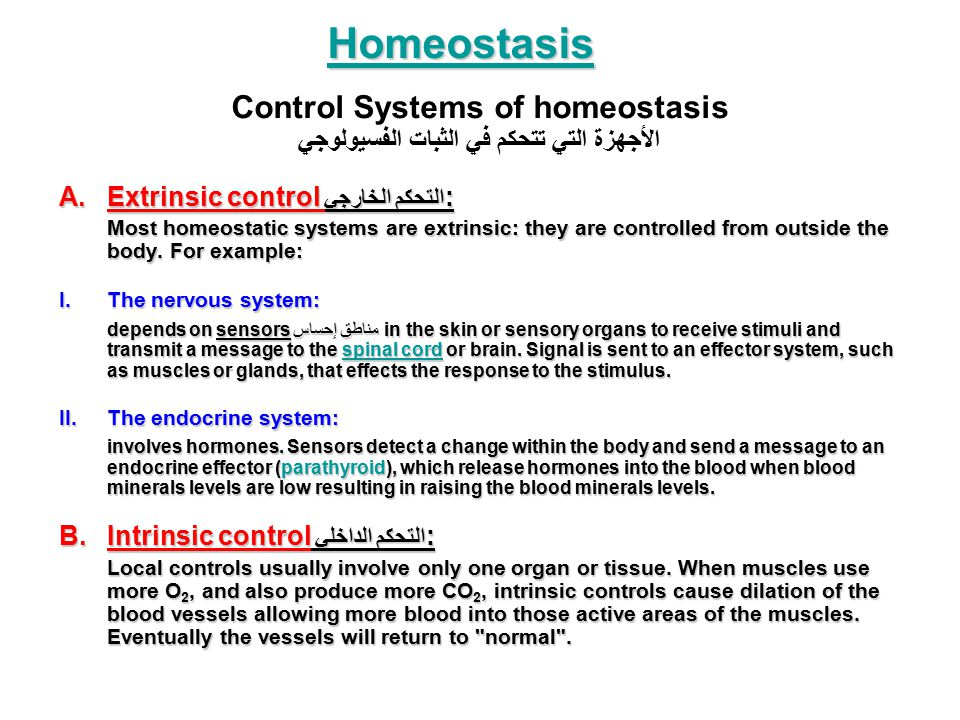 Homeostasis
Control Systems of homeostasis
الأجهزة التي تتحكم في الثبات الفسيولوجي
A. Extrinsic control التحكم الخارجي:
Most homeostatic systems are extrinsic: they are controlled from outside the
body. For example:
I. The nervous system:
depends on sensors مناطق إحساس in the skin or sensory organs to receive stimuli and
transmit a message to the spinal cord or brain. Signal is sent to an effector system, such
as muscles or glands, that effects the response to the stimulus.
II. The endocrine system:
involves hormones. Sensors detect a change within the body and send a message to an
endocrine effector (parathyroid), which release hormones into the blood when blood
minerals levels are low resulting in raising the blood minerals levels.
B. Intrinsic control التحكم الداخلي:
Local controls usually involve only one organ or tissue. When muscles use
more O2, and also produce more CO2, intrinsic controls cause dilation of the
blood vessels allowing more blood into those active areas of the muscles.
Eventually the vessels will return to "normal".